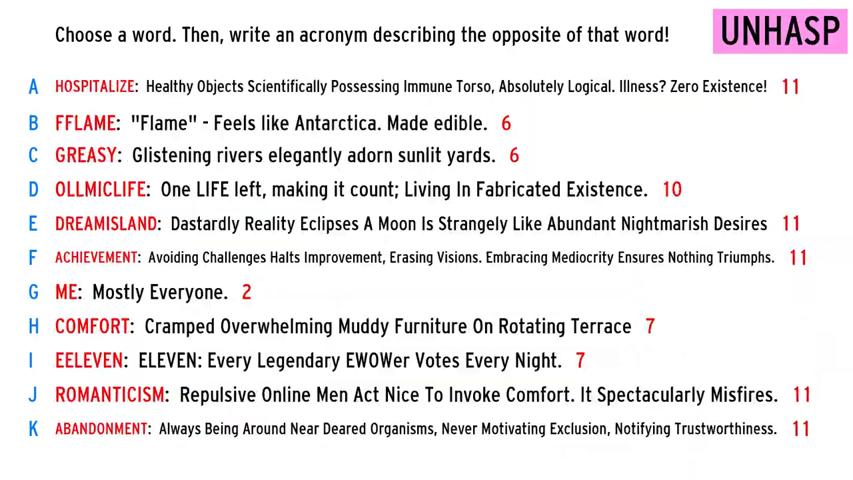 Choose a word. Then, write an acronym describing the opposite of that word!
UNHASP
A HOSPITALIZE: Healthy Objects Scientifically Possessing Immune Torso, Absolutely Logical. Illness? Zero Existence! 11
B FFLAME: "Flame" - Feels like Antarctica. Made edible. 6
C GREASY: Glistening rivers elegantly adorn sunlit yards. 6
D OLLMICLIFE: One LIFE left, making it count; Living In Fabricated Existence. 10
E DREAMISLAND: Dastardly Reality Eclipses A Moon Is Strangely Like Abundant Nightmarish Desires 11
F ACHIEVEMENT: Avoiding Challenges Halts Improvement, Erasing Visions. Embracing Mediocrity Ensures Nothing Triumphs. 11
G ME: Mostly Everyone. 2
H COMFORT: Cramped Overwhelming Muddy Furniture On Rotating Terrace 7
I EELEVEN: ELEVEN: Every Legendary EWOWer Votes Every Night. 7
J ROMANTICISM: Repulsive Online Men Act Nice To Invoke Comfort. It Spectacularly Misfires. 11
K ABANDONMENT: Always Being Around Near Deared Organisms, Never Motivating Exclusion, Notifying Trustworthiness. 11